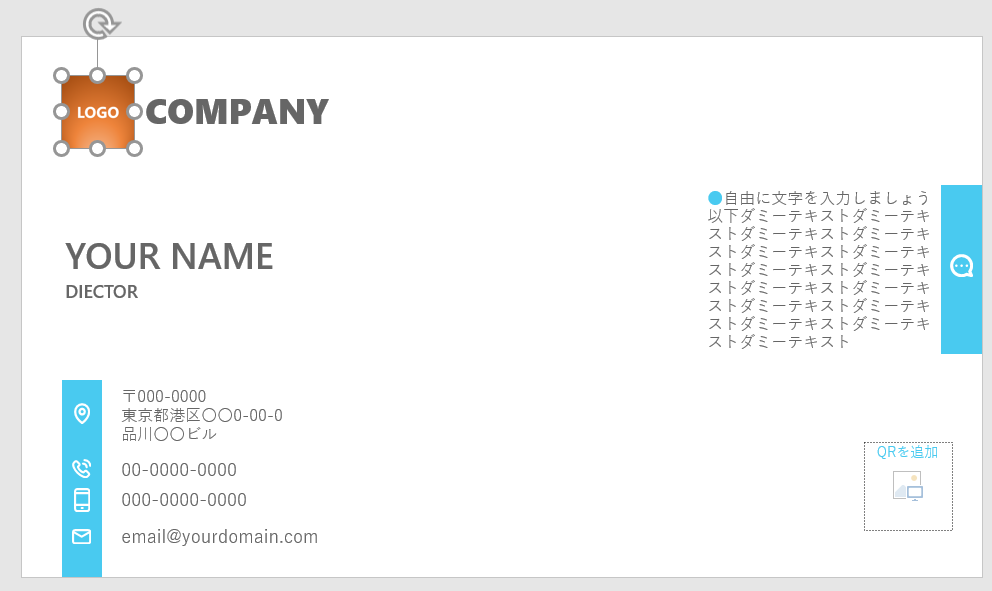 LOGO
COMPANY
YOUR NAME
DIECTOR
●自由に文字を入力しましょう
以下ダミーテキストダミーテキ
ストダミーテキストダミーテキ
ストダミーテキストダミーテキ
ストダミーテキストダミーテキ
ストダミーテキストダミーテキ
ストダミーテキストダミーテキ
ストダミーテキストダミーテキ
ストダミーテキスト
〒000-0000
東京都港区〇〇0-00-0
品川〇〇ビル
00-0000-0000
000-0000-0000
email@yourdomain.com
QRを追加